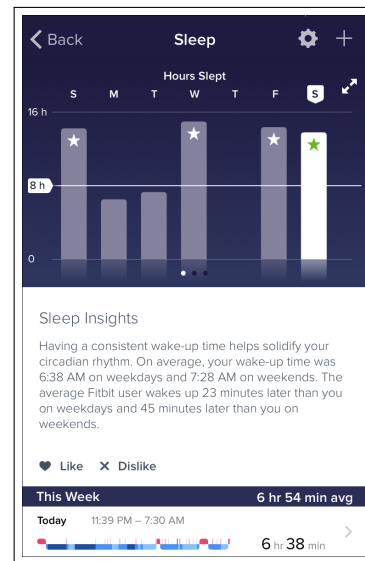 Back Sleep
Hours Slept
S M T W T F S
16 h
8 h
0
Sleep Insights
Having a consistent wake-up time helps solidify your
circadian rhythm. On average, your wake-up time was
6:38 AM on weekdays and 7:28 AM on weekends. The
average Fitbit user wakes up 23 minutes later than you
on weekdays and 45 minutes later than you on
weekends.
Like Dislike
This Week 6 hr 54 min avg
Today 11:39 PM – 7:30 AM
6 hr 38 min